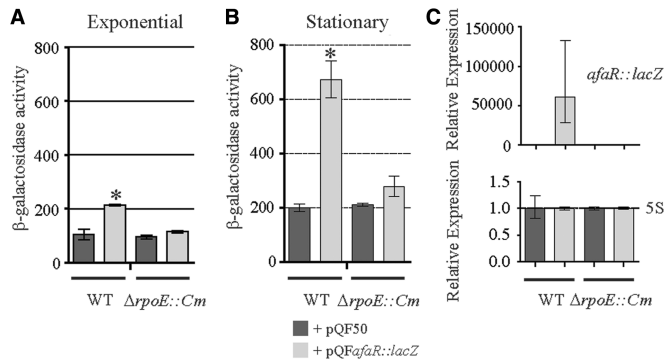 A
Exponential
β-galactosidase activity
800
600
400
200
0
*
WT ΔrpoE::Cm
B
Stationary
β-galactosidase activity
800
600
400
200
0
*
WT ΔrpoE::Cm
C
Relative Expression
100000
50000
0
afaR::lacZ
Relative Expression
1.5
1.0
0.5
0.0
5S
WT ΔrpoE::Cm
+ pQF50
+ pQFafaR::lacZ